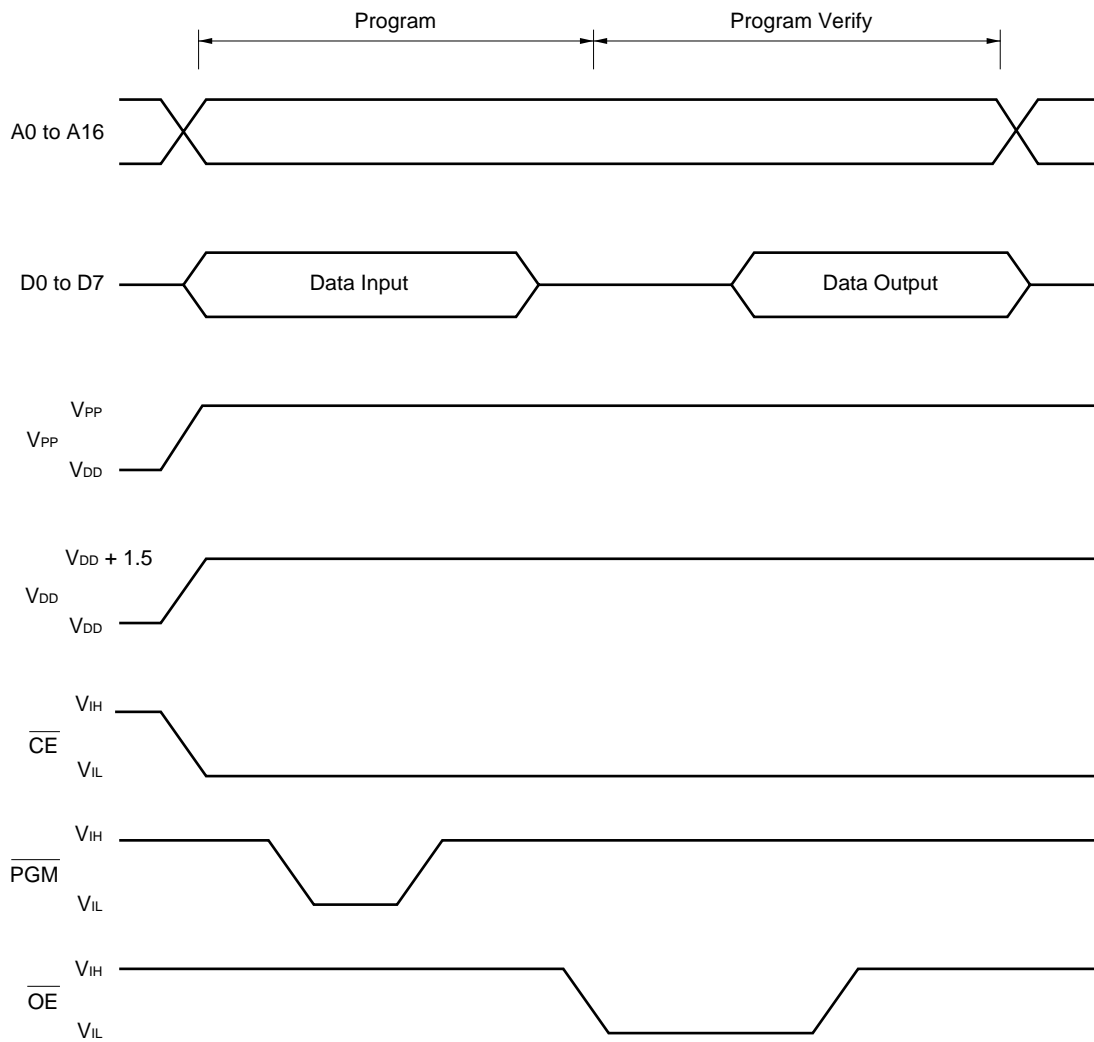 Program
Program Verify
A0 to A16
D0 to D7
Data Input
Data Output
VPP
VPP
VDD
VDD + 1.5
VDD
VDD
VIH
CE
VIL
VIH
PGM
VIL
VIH
OE
VIL